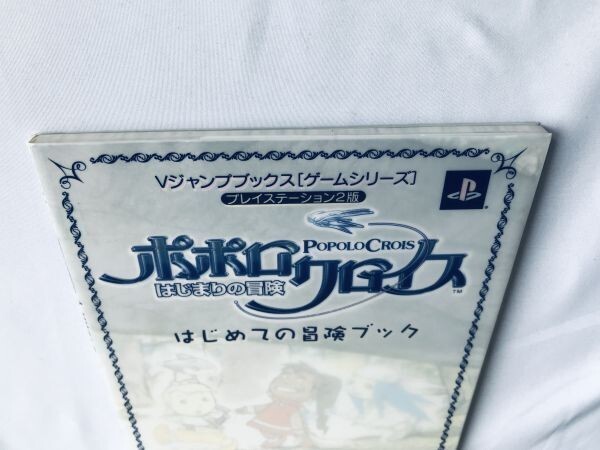 Vジャンプブックス[ゲームシリーズ]
プレイステーション2版
ポポロクロイス
POPOLOCROIS
はじまりの冒険
TM
はじめての冒険ブック